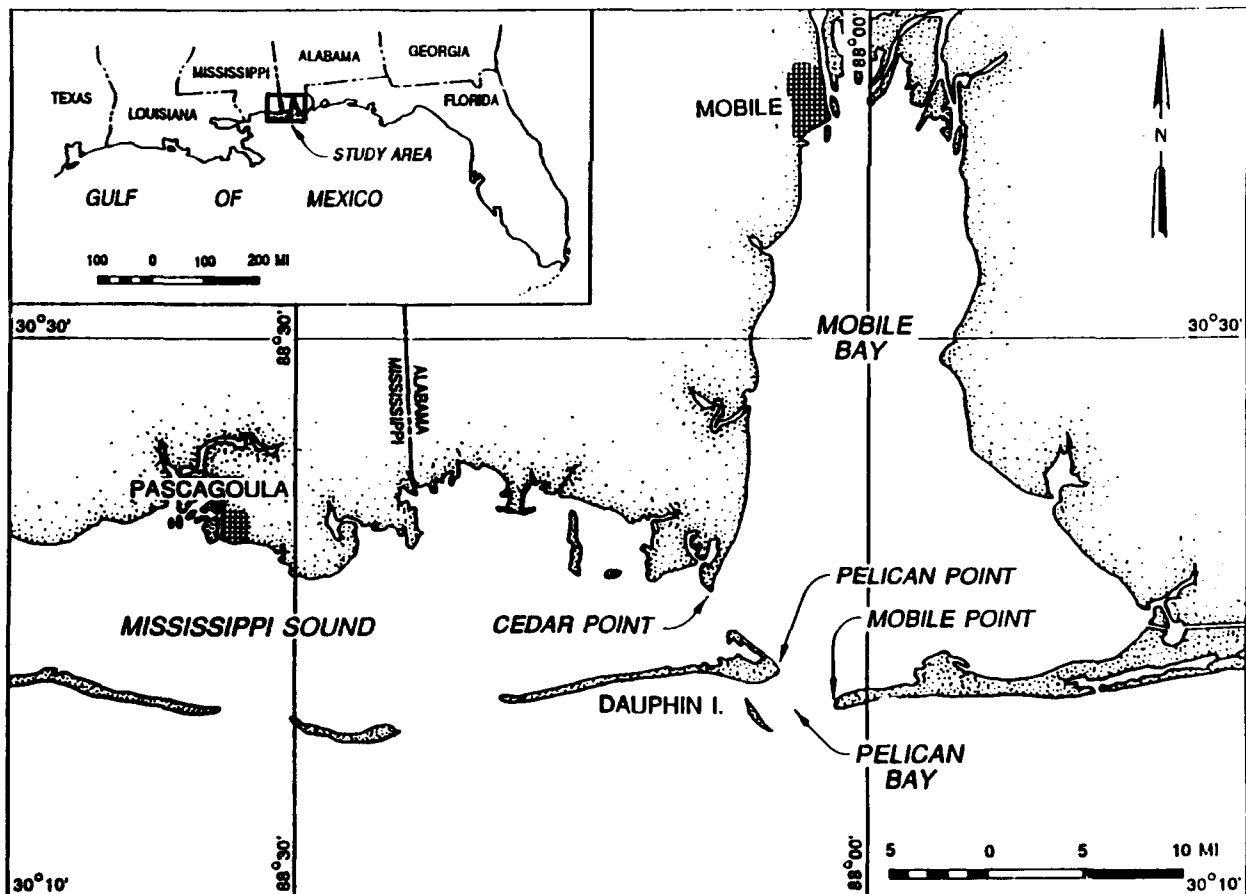 ALABAMA
GEORGIA
MISSISSIPPI
TEXAS
LOUISIANA
FLORIDA
STUDY AREA
GULF OF MEXICO
100 0 100 200 MI
88°00'
MOBILE
N
30°30'
88°30'
MOBILE
BAY
30°30'
MISSISSIPPI
ALABAMA
PASCAGOULA
PELICAN POINT
MISSISSIPPI SOUND
CEDAR POINT
MOBILE POINT
DAUPHIN I.
PELICAN
BAY
88°30'
88°00'
5 0 5 10 MI
30°10'
30°10'